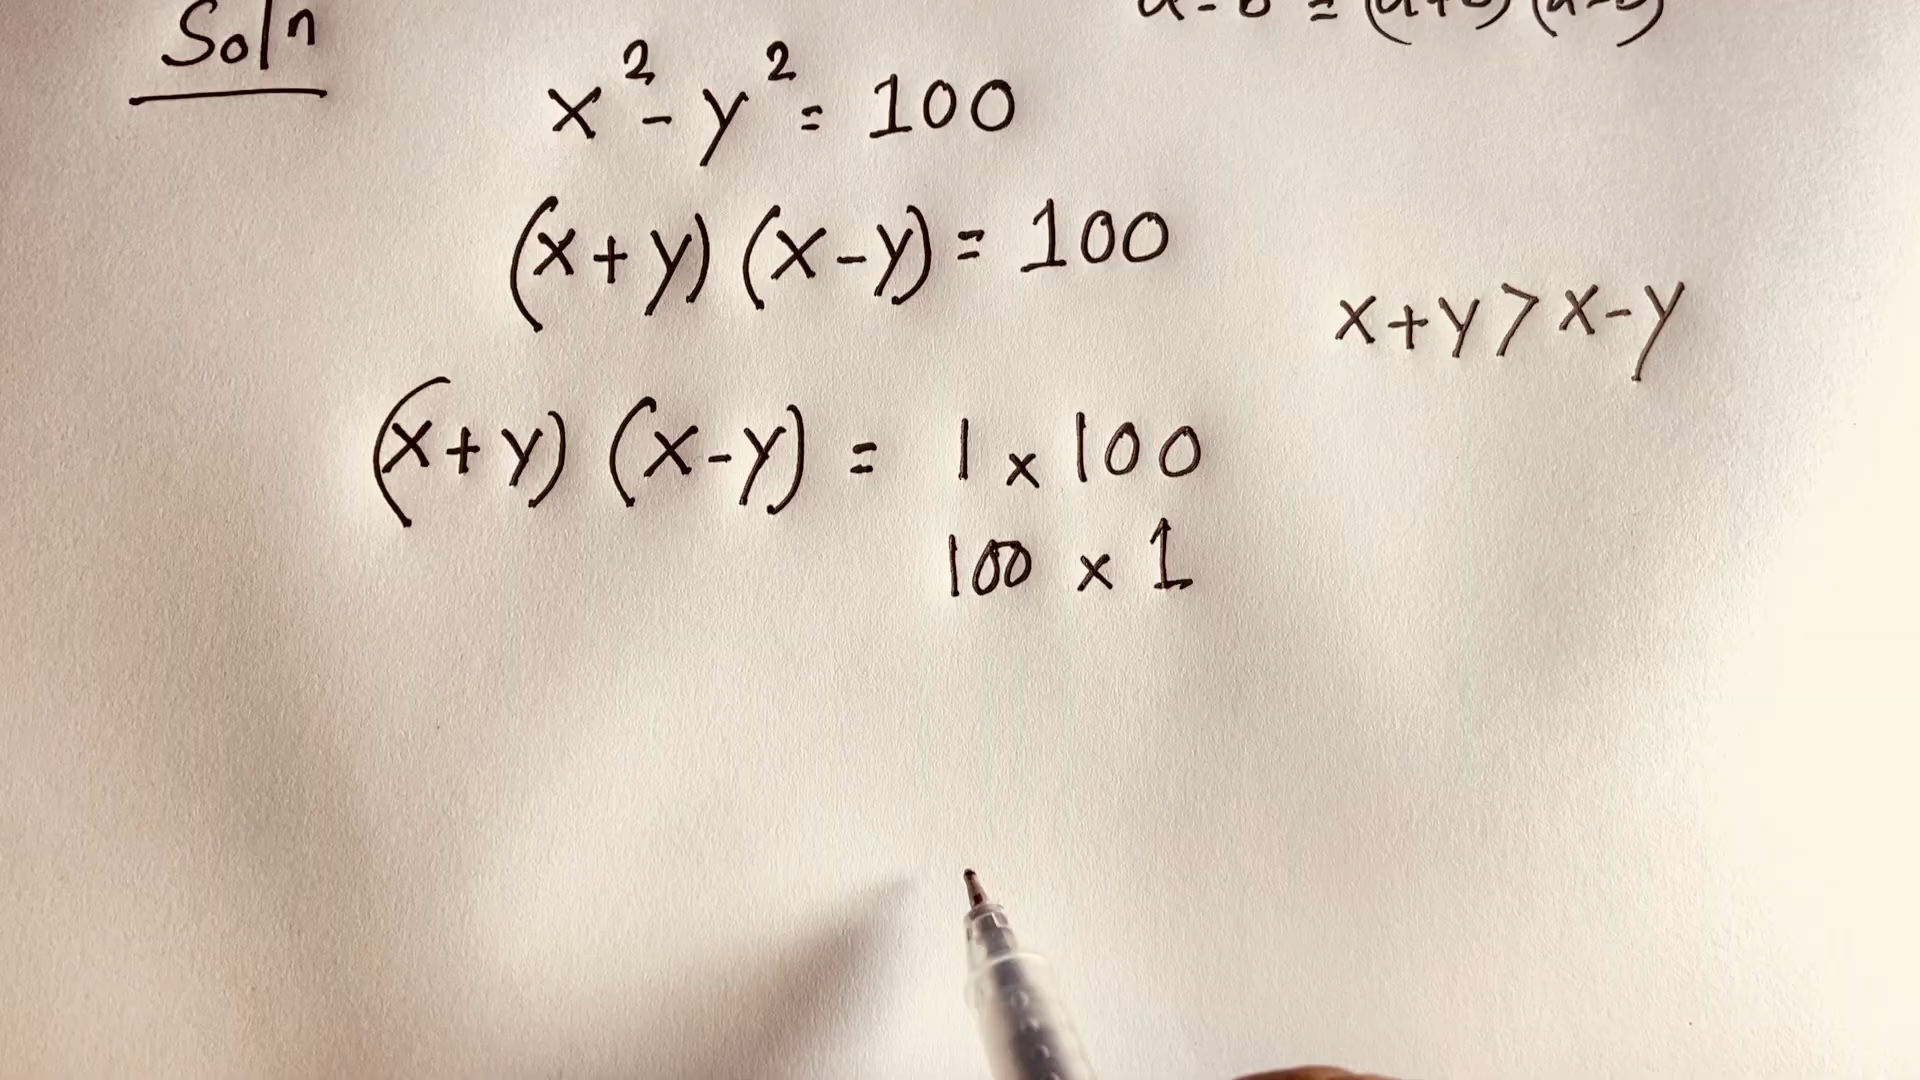 Soln
x² - y² = 100
(x+y) (x-y) = 100
x+y > x-y
(x+y) (x-y) = 1 x 100
100 x 1